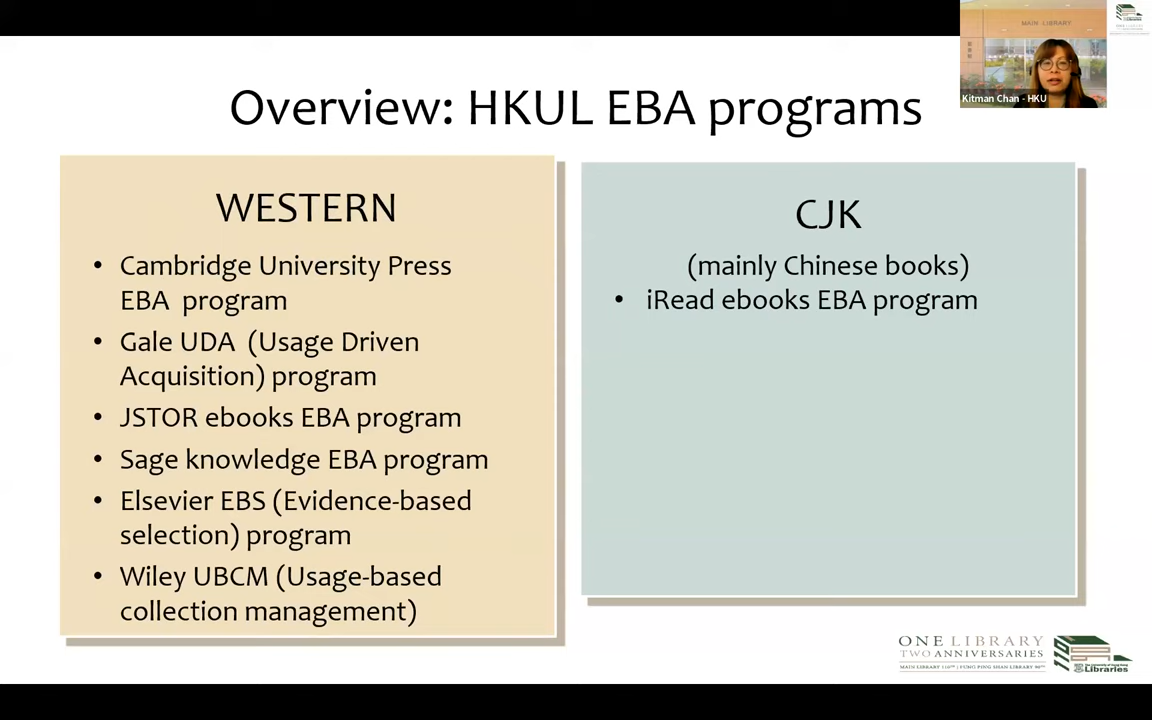 MAIN LIBRARY
Kitman Chan - HKU
Overview: HKUL EBA programs
WESTERN
• Cambridge University Press
EBA program
• Gale UDA (Usage Driven
Acquisition) program
• JSTOR ebooks EBA program
• Sage knowledge EBA program
• Elsevier EBS (Evidence-based
selection) program
• Wiley UBCM (Usage-based
collection management)
CJK
(mainly Chinese books)
• iRead ebooks EBA program
ONE LIBRARY
TWO ANNIVERSARIES
MAIN LIBRARY 110TH | FUNG PING SHAN LIBRARY 90TH
Libraries